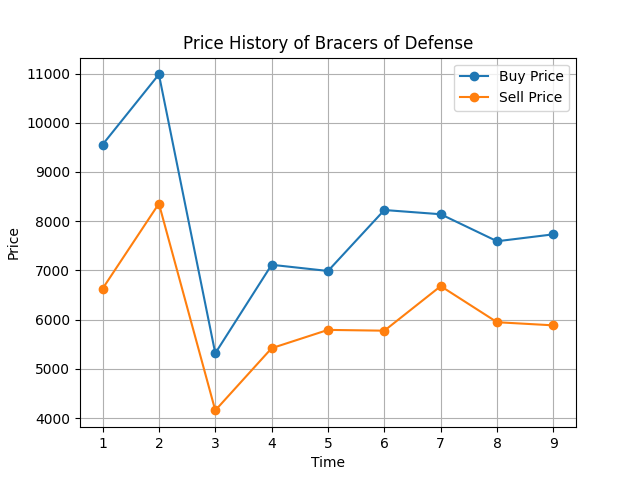 Price History of Bracers of Defense
Buy Price
Sell Price
Price
11000
10000
9000
8000
7000
6000
5000
4000
1 2 3 4 5 6 7 8 9
Time